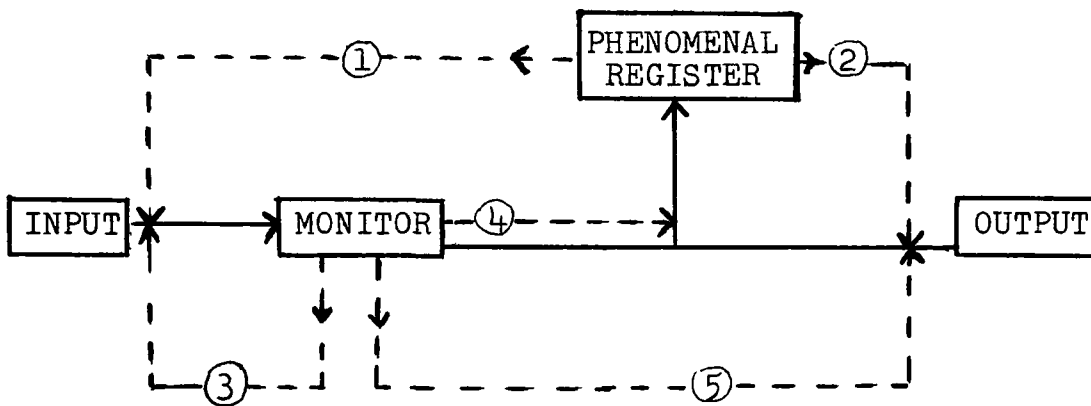 PHENOMENAL
REGISTER
1
2
INPUT
MONITOR
4
OUTPUT
3
5